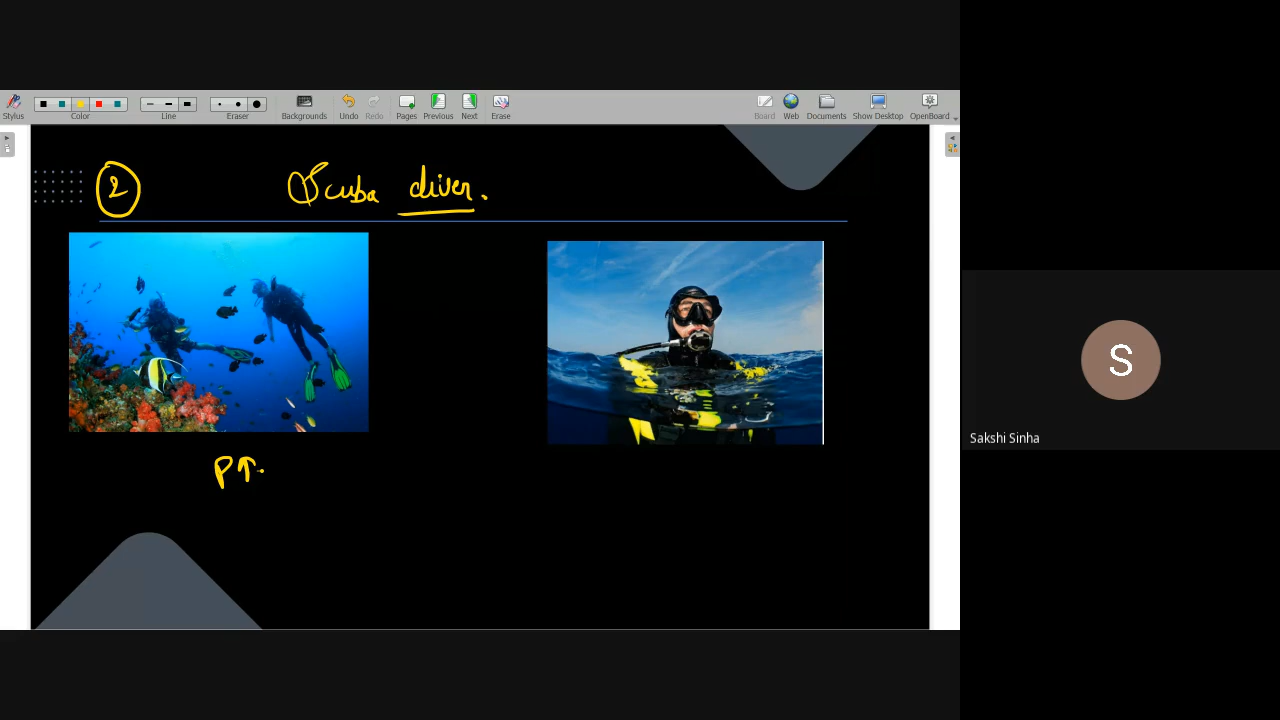 Stylus
Color
Line
Eraser
Backgrounds
Undo
Redo
Pages
Previous
Next
Erase
Board
Web
Documents
Show Desktop
OpenBoard
② Scuba diver.
P↑.
S
Sakshi Sinha